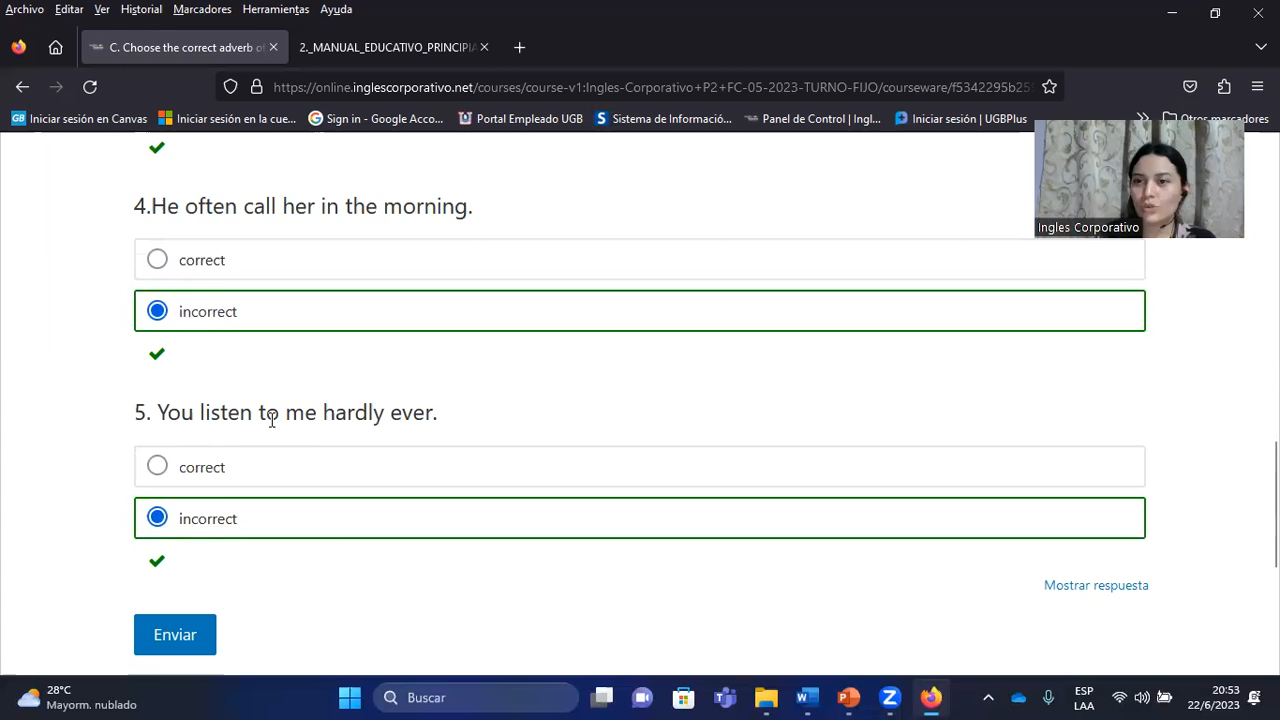 Archivo Editar Ver Historial Marcadores Herramientas Ayuda
C. Choose the correct adverb o
2._MANUAL_EDUCATIVO_PRINCIPIA
https://online.inglescorporativo.net/courses/course-v1:Ingles-Corporativo+P2+FC-05-2023-TURNO-FIJO/courseware/f5342295b25f
Iniciar sesión en Canvas Iniciar sesión en la cue... Sign in - Google Acco... Portal Empleado UGB Sistema de Informació... Panel de Control | Ingl... Iniciar sesión | UGBPlus Otros marcadores
Ingles Corporativo
4.He often call her in the morning.
correct
incorrect
5. You listen to me hardly ever.
correct
incorrect
Mostrar respuesta
Enviar
28°C
Mayorm. nublado
Buscar
ESP
LAA
20:53
22/6/2023